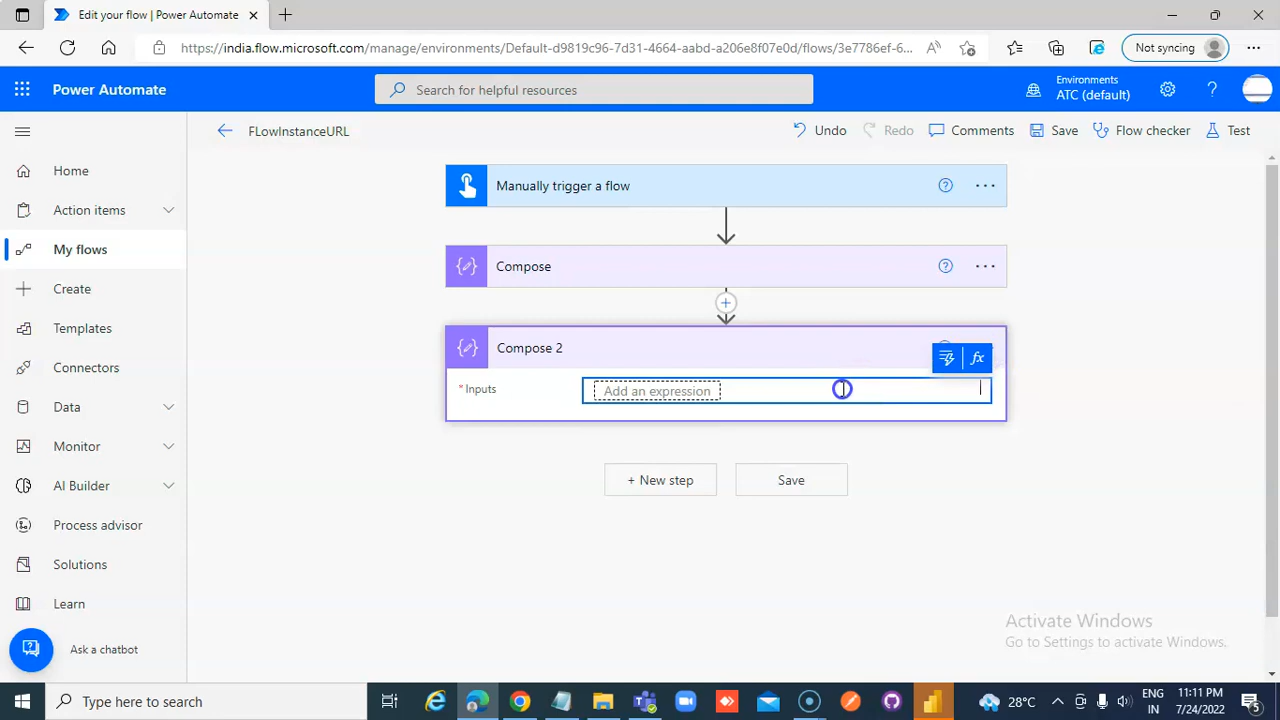 Edit your flow | Power Automate
https://india.flow.microsoft.com/manage/environments/Default-d9819c96-7d31-4664-aabd-a206e8f07e0d/flows/3e7786ef-6...
Not syncing
Power Automate
Search for helpful resources
Environments
ATC (default)
FLowInstanceURL
Undo
Redo
Comments
Save
Flow checker
Test
Home
Action items
My flows
Create
Templates
Connectors
Data
Monitor
AI Builder
Process advisor
Solutions
Learn
Ask a chatbot
Manually trigger a flow
Compose
Compose 2
fx
* Inputs
Add an expression
+ New step
Save
Activate Windows
Go to Settings to activate Windows.
Type here to search
28°C
ENG
IN
11:11 PM
7/24/2022
5